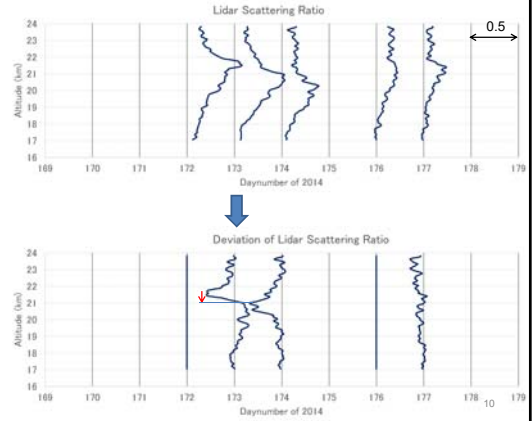 Lidar Scattering Ratio
0.5
24
23
22
21
20
19
18
17
16
Altitude (km)
169 170 171 172 173 174 175 176 177 178 179
Daynumber of 2014
Deviation of Lidar Scattering Ratio
24
23
22
21
20
19
18
17
16
Altitude (km)
169 170 171 172 173 174 175 176 177 178 179
Daynumber of 2014
10